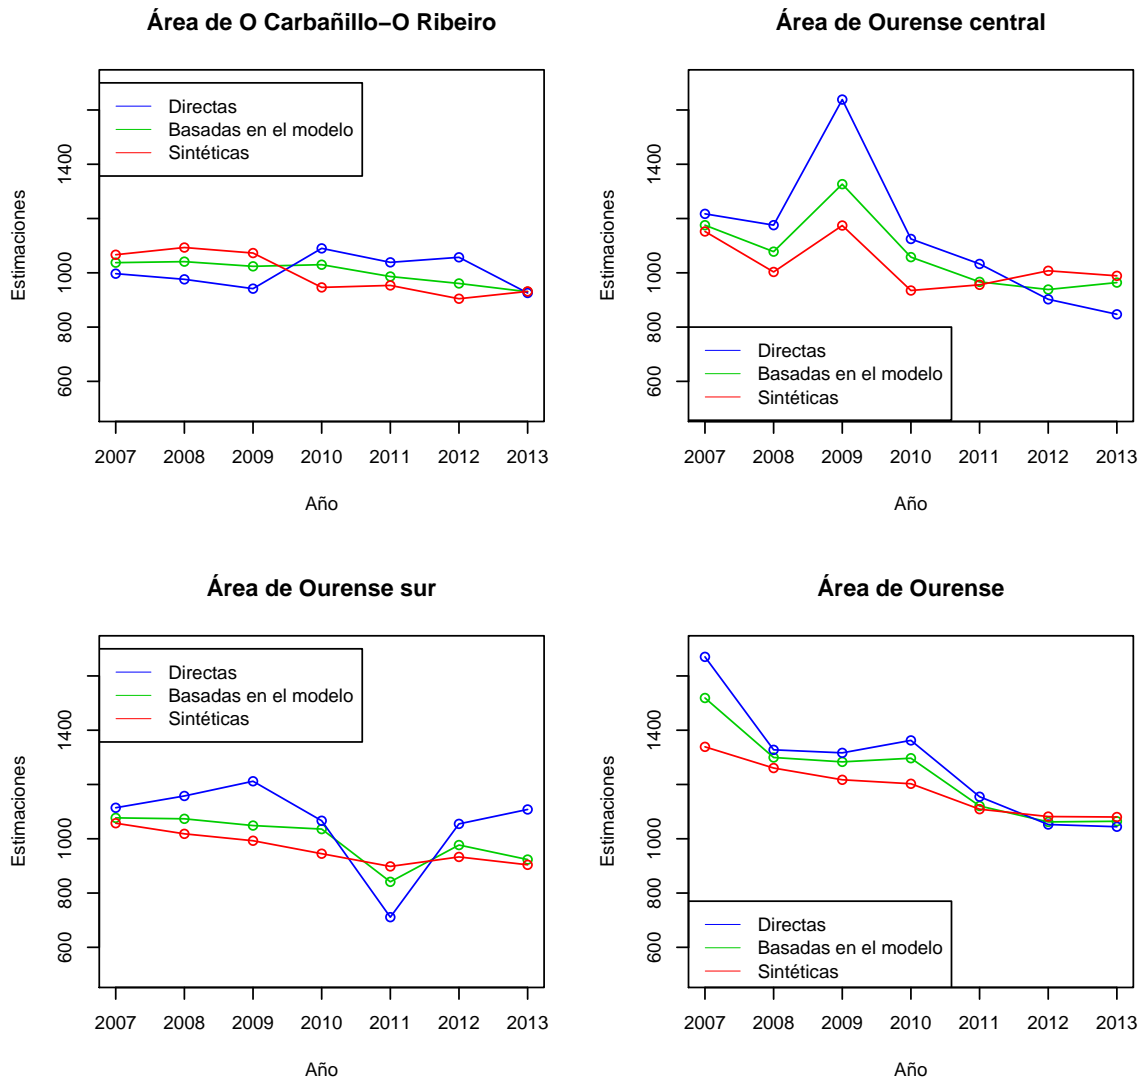 Área de O Carbañillo−O Ribeiro
Estimaciones
600
800
1000
1400
Directas
Basadas en el modelo
Sintéticas
2007 2008 2009 2010 2011 2012 2013
Año
Área de Ourense central
Estimaciones
600
800
1000
1400
Directas
Basadas en el modelo
Sintéticas
2007 2008 2009 2010 2011 2012 2013
Año
Área de Ourense sur
Estimaciones
600
800
1000
1400
Directas
Basadas en el modelo
Sintéticas
2007 2008 2009 2010 2011 2012 2013
Año
Área de Ourense
Estimaciones
600
800
1000
1400
Directas
Basadas en el modelo
Sintéticas
2007 2008 2009 2010 2011 2012 2013
Año